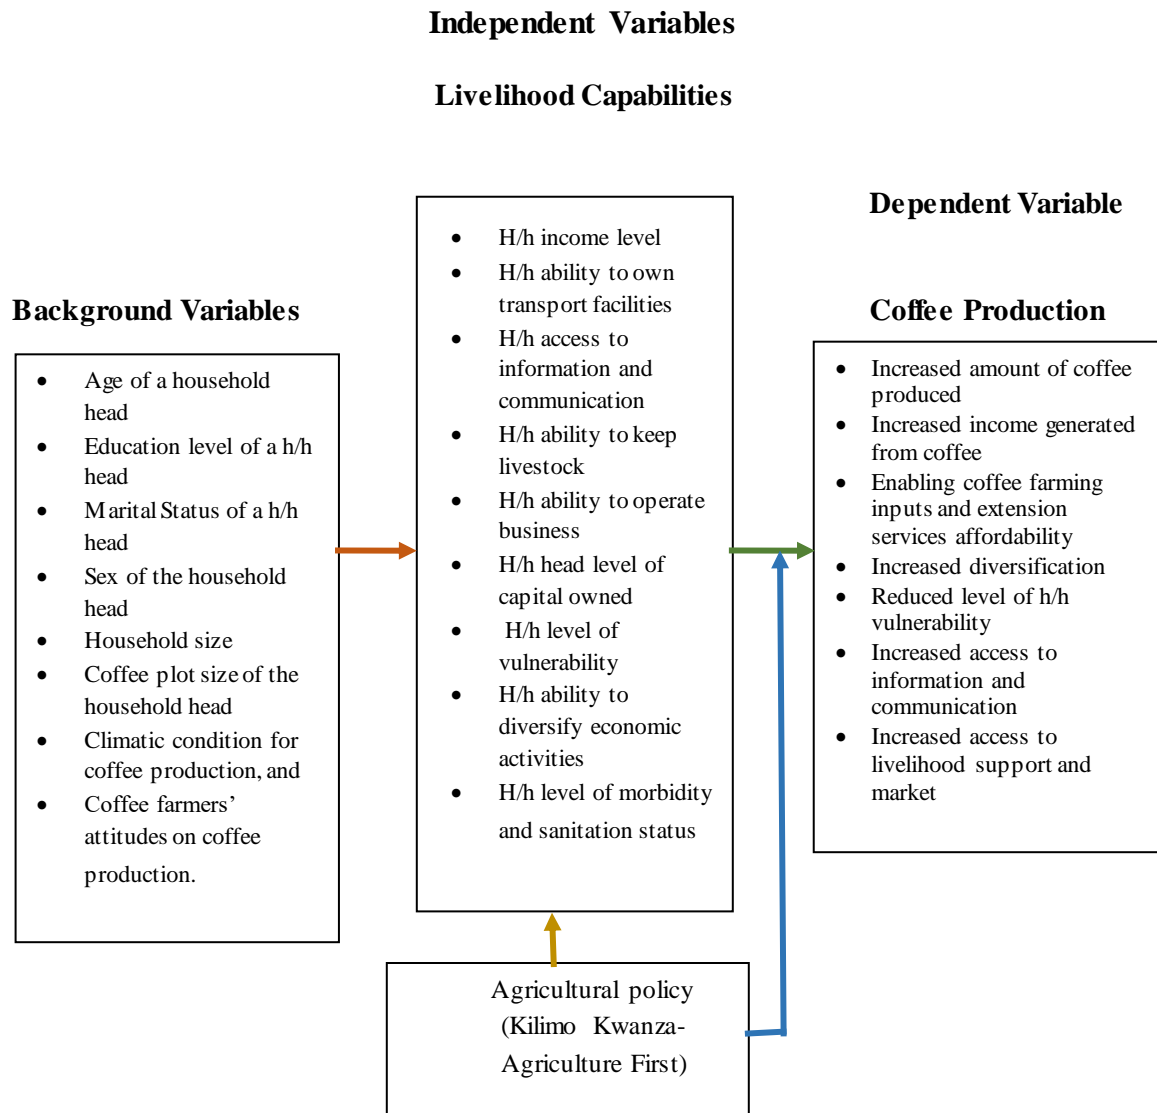 Independent Variables
Livelihood Capabilities
Background Variables
• Age of a household
head
• Education level of a h/h
head
• Marital Status of a h/h
head
• Sex of the household
head
• Household size
• Coffee plot size of the
household head
• Climatic condition for
coffee production, and
• Coffee farmers’
attitudes on coffee
production.
• H/h income level
• H/h ability to own
transport facilities
• H/h access to
information and
communication
• H/h ability to keep
livestock
• H/h ability to operate
business
• H/h head level of
capital owned
• H/h level of
vulnerability
• H/h ability to
diversify economic
activities
• H/h level of morbidity
and sanitation status
Dependent Variable
Coffee Production
• Increased amount of coffee
produced
• Increased income generated
from coffee
• Enabling coffee farming
inputs and extension
services affordability
• Increased diversification
• Reduced level of h/h
vulnerability
• Increased access to
information and
communication
• Increased access to
livelihood support and
market
Agricultural policy
(Kilimo Kwanza-
Agriculture First)